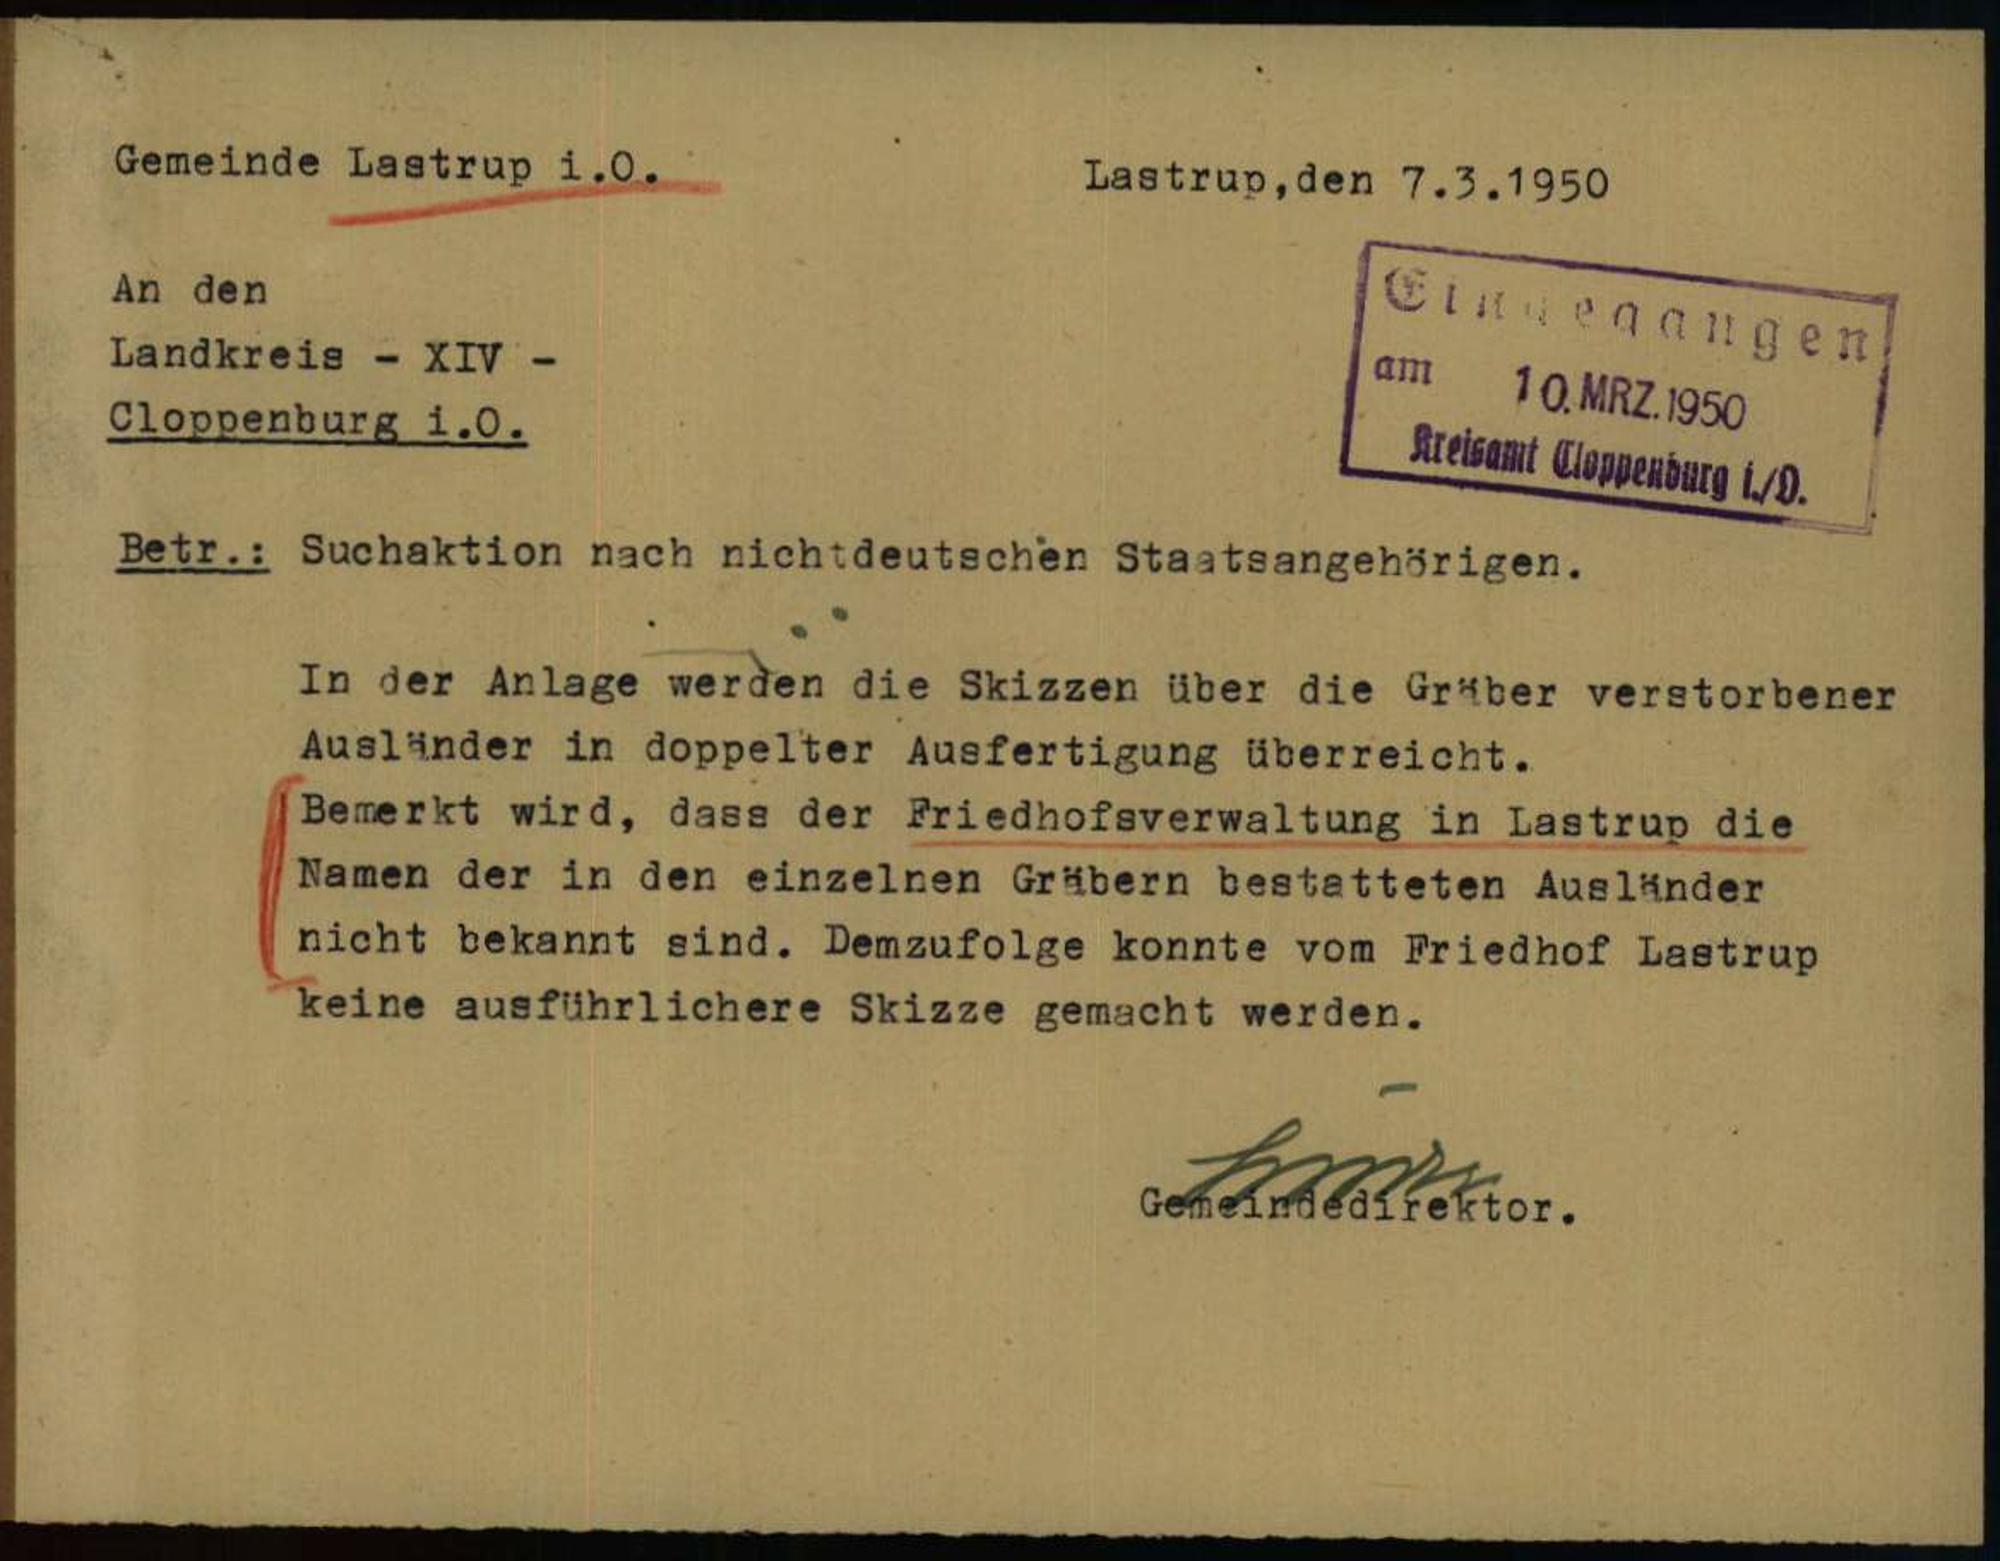 Gemeinde Lastrup i.O.
Lastrup,den 7.3.1950
An den
Landkreis - XIV -
Cloppenburg i.O.
Eingegangen
am 10. MRZ. 1950
Kreisamt Cloppenburg i./O.
Betr.: Suchaktion nach nichtdeutschen Staatsangehörigen.
In der Anlage werden die Skizzen über die Gräber verstorbener
Ausländer in doppelter Ausfertigung überreicht.
Bemerkt wird, dass der Friedhofsverwaltung in Lastrup die
Namen der in den einzelnen Gräbern bestatteten Ausländer
nicht bekannt sind. Demzufolge konnte vom Friedhof Lastrup
keine ausführlichere Skizze gemacht werden.
Gemeindedirektor.